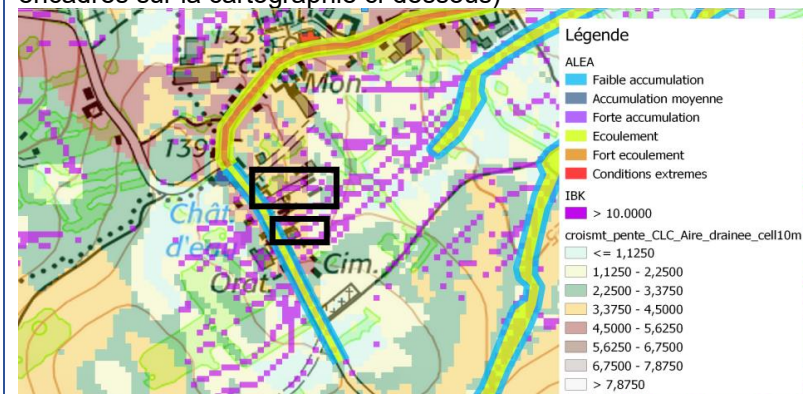 encadrés sur la cartographie ci-dessous)
133
Ec
Mon.
139
Chât.
d'eau
Orat.
Cim.
Légende
ALEA
Faible accumulation
Accumulation moyenne
Forte accumulation
Ecoulement
Fort ecoulement
Conditions extremes
IBK
> 10.0000
croismt_pente_CLC_Aire_drainee_cell10m
<= 1,1250
1,1250 - 2,2500
2,2500 - 3,3750
3,3750 - 4,5000
4,5000 - 5,6250
5,6250 - 6,7500
6,7500 - 7,8750
> 7,8750